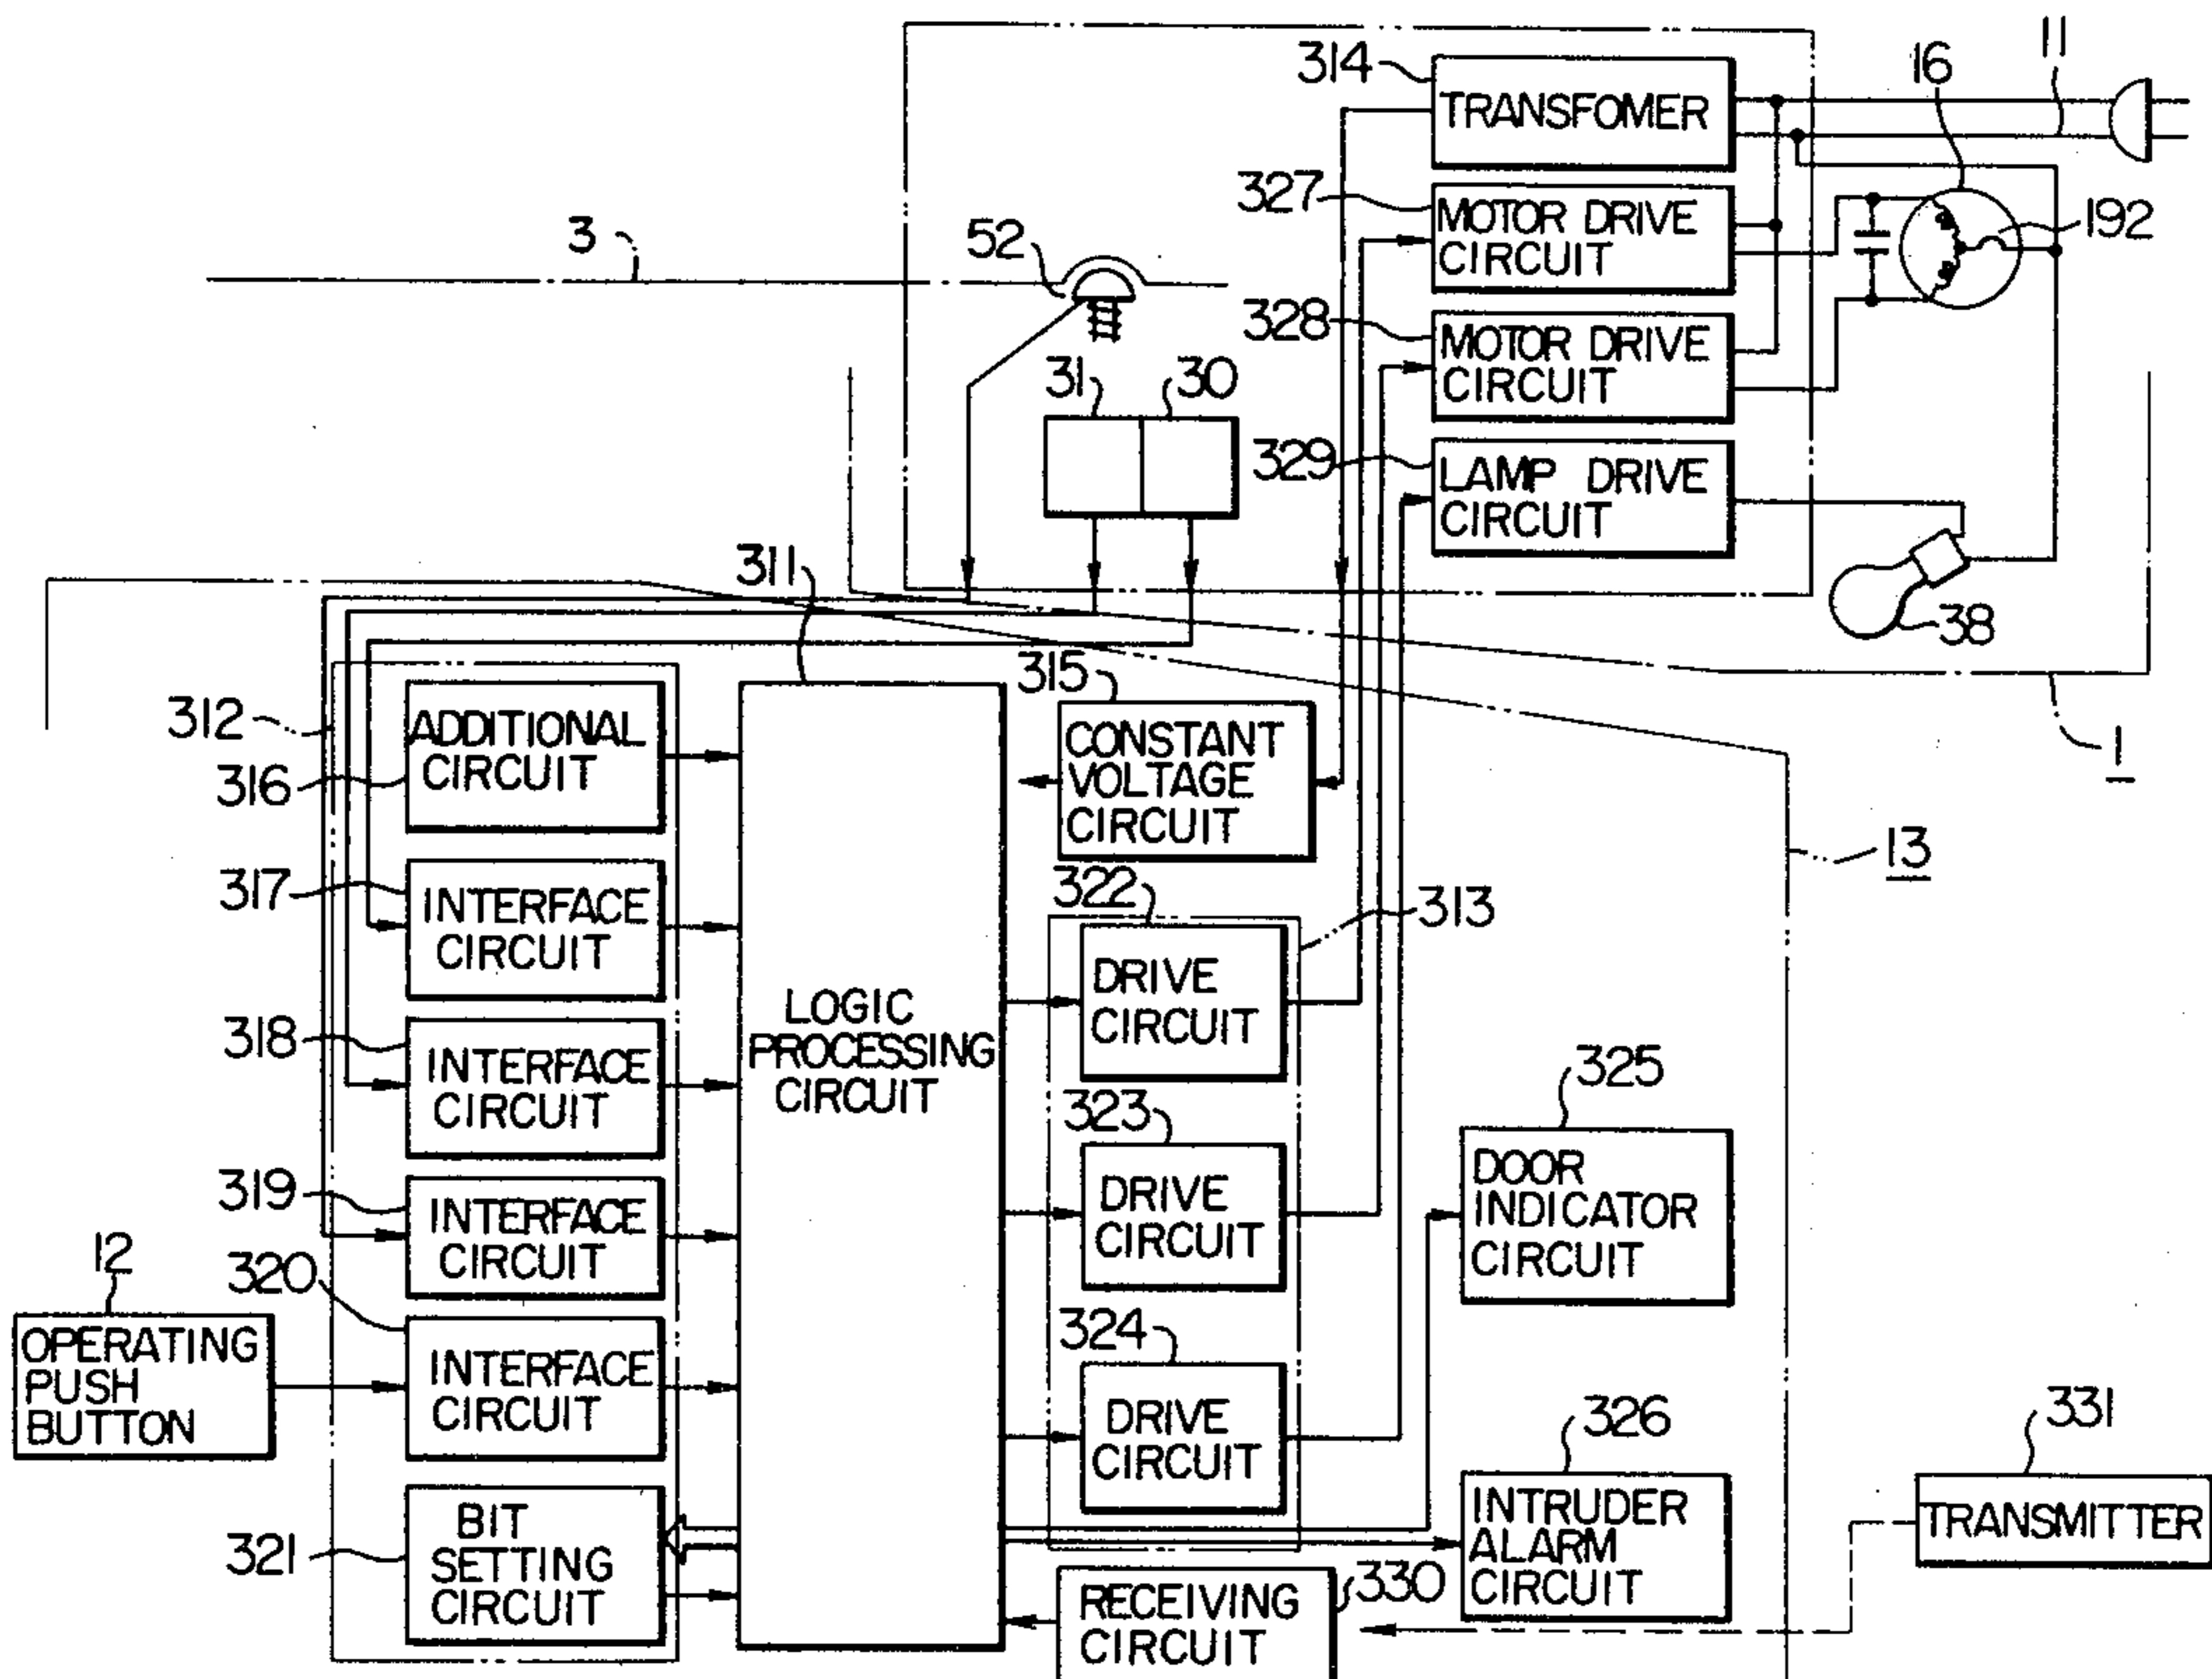 314
TRANSFOMER
16
11
327
MOTOR DRIVE
CIRCUIT
192
3
52
328
MOTOR DRIVE
CIRCUIT
31
30
329
LAMP DRIVE
CIRCUIT
38
311
312
ADDITIONAL
CIRCUIT
316
315
CONSTANT
VOLTAGE
CIRCUIT
1
13
317
INTERFACE
CIRCUIT
322
313
DRIVE
CIRCUIT
LOGIC
PROCESSING
CIRCUIT
318
INTERFACE
CIRCUIT
323
DRIVE
CIRCUIT
325
DOOR
INDICATOR
CIRCUIT
319
INTERFACE
CIRCUIT
12
OPERATING
PUSH
BUTTON
320
INTERFACE
CIRCUIT
324
DRIVE
CIRCUIT
326
INTRUDER
ALARM
CIRCUIT
331
TRANSMITTER
321
BIT
SETTING
CIRCUIT
330
RECEIVING
CIRCUIT